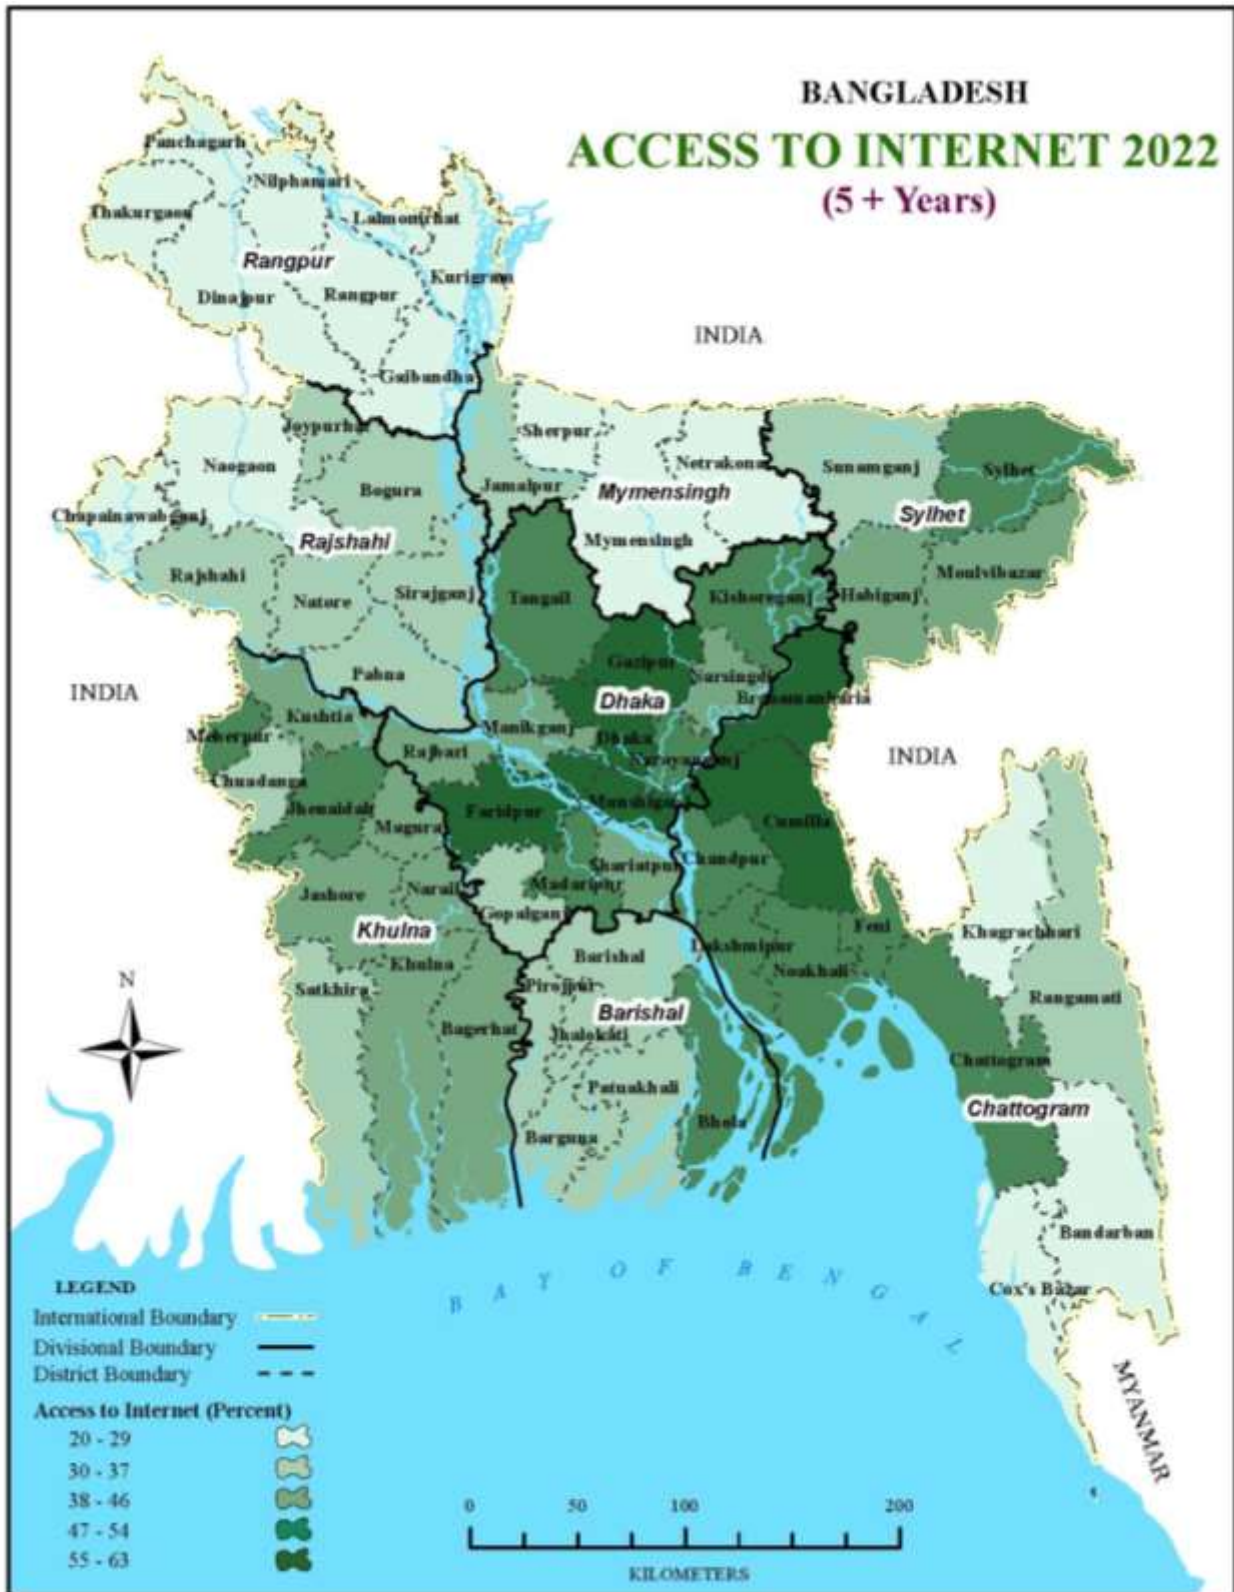 BANGLADESH
ACCESS TO INTERNET 2022
(5 + Years)
Panchagarh
Nilphamari
Thakurgaon
Lalmonirhat
Rangpur
Kurigram
Dinajpur
Rangpur
INDIA
Gaibandha
Joypurhat
Sherpur
Naogaon
Netrakona
Sunamganj
Sylhet
Bogura
Jamalpur
Mymensingh
Chapainawabganj
Sylhet
Rajshahi
Mymensingh
Rajshahi
Moulvibazar
Natore
Sirajganj
Tangail
Kishoreganj
Habiganj
Gazipur
Pabna
Narsingdi
INDIA
Dhaka
Brahamanbaria
Kushtia
Manikganj
Meherpur
Rajbari
Dhaka
Narayanganj
INDIA
Chuadanga
Jhenaidah
Faridpur
Munshiganj
Magura
Cumilla
Shariatpur
Chandpur
Jashore
Narail
Madaripur
Gopalganj
Feni
Khulna
Khagrachhari
Lakshmipur
Barishal
Khulna
Noakhali
N
Satkhira
Pirojpur
Rangamati
Barishal
Bagerhat
Jhalokati
Chattogram
Patuakhali
Chattogram
Bhola
Barguna
Bandarban
Cox's Bazar
BAY OF BENGAL
MYANMAR
LEGEND
International Boundary
Divisional Boundary
District Boundary
Access to Internet (Percent)
20 - 29
30 - 37
38 - 46
47 - 54
55 - 63
0 50 100 200
KILOMETERS